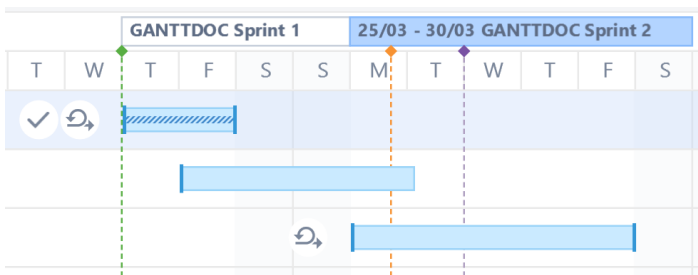 GANTTDOC Sprint 1
25/03 - 30/03 GANTTDOC Sprint 2
T W T F S S M T W T F S